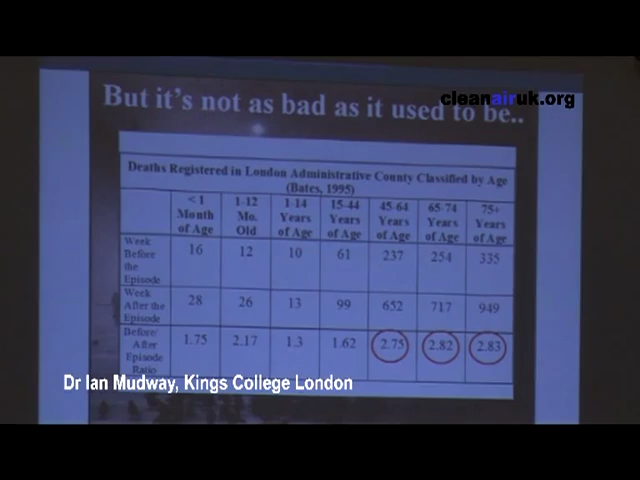 cleanairuk.org
But it's not as bad as it used to be..
Deaths Registered in London Administrative County Classified by Age
(Bates, 1995)
< 1 Month of Age 1-12 Mo. Old 1-14 Years of Age 15-44 Years of Age 45-64 Years of Age 65-74 Years of Age 75+ Years of Age
Week Before the Episode 16 12 10 61 237 254 335
Week After the Episode 28 26 13 99 652 717 949
Before/ After Episode Ratio 1.75 2.17 1.3 1.62 2.75 2.82 2.83
Dr Ian Mudway, Kings College London